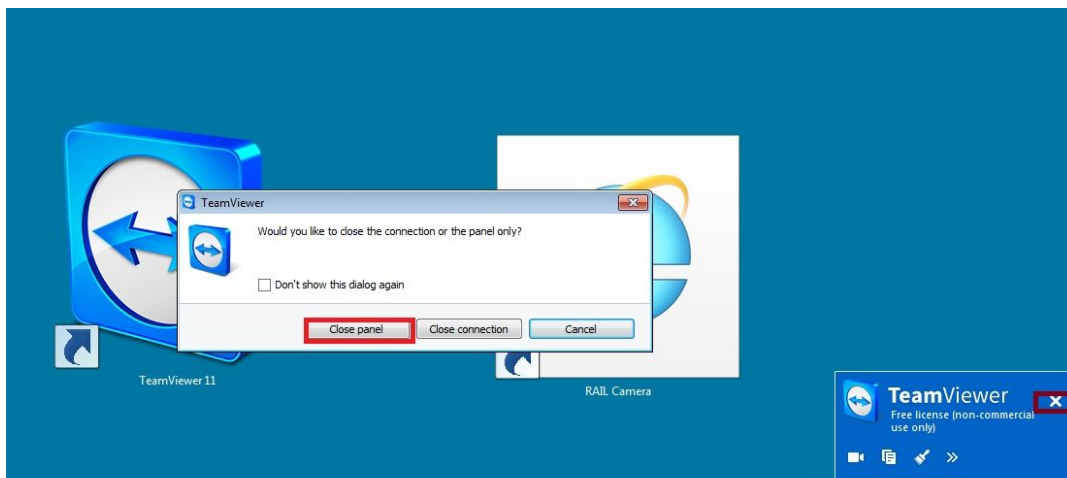 TeamViewer
Would you like to close the connection or the panel only?
Don't show this dialog again
Close panel
Close connection
Cancel
TeamViewer 11
RAIL Camera
TeamViewer
Free license (non-commercial
use only)